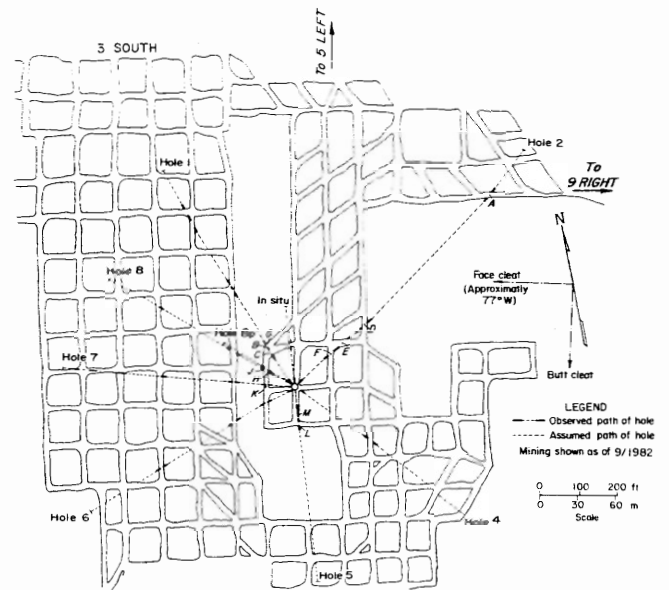 3 SOUTH
To 5 LEFT
Hole 1
Hole 2
To
9 RIGHT
A
N
Hole 8
Face cleat
(Approximatly
77° W)
In situ
S
G
B
C
F
E
Hole 7
J
K
Butt cleat
M
L
LEGEND
Observed path of hole
Assumed path of hole
Mining shown as of 9/1982
0 100 200 ft
0 30 60 m
Scale
Hole 6
Hole 4
Hole 5